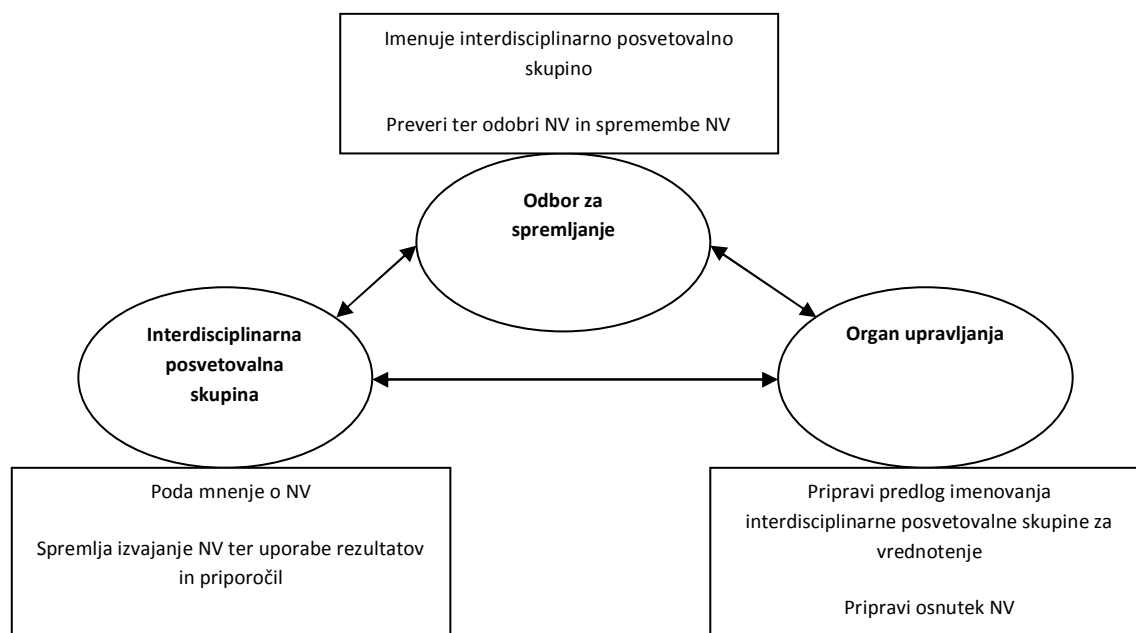 Imenuje interdisciplinarno posvetovalno
skupino
Preveri ter odobri NV in spremembe NV
Odbor za
spremljanje
Interdisciplinarna
posvetovalna
skupina
Organ upravljanja
Poda mnenje o NV
Spremlja izvajanje NV ter uporabe rezultatov
in priporočil
Pripravi predlog imenovanja
interdisciplinarne posvetovalne skupine za
vrednotenje
Pripravi osnutek NV